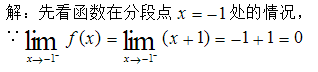 解：先看函数在分段点 x = −1 处的情况，
∵ lim_{x→−1⁻} f(x) = lim_{x→−1⁻} (x+1) = −1+1 = 0